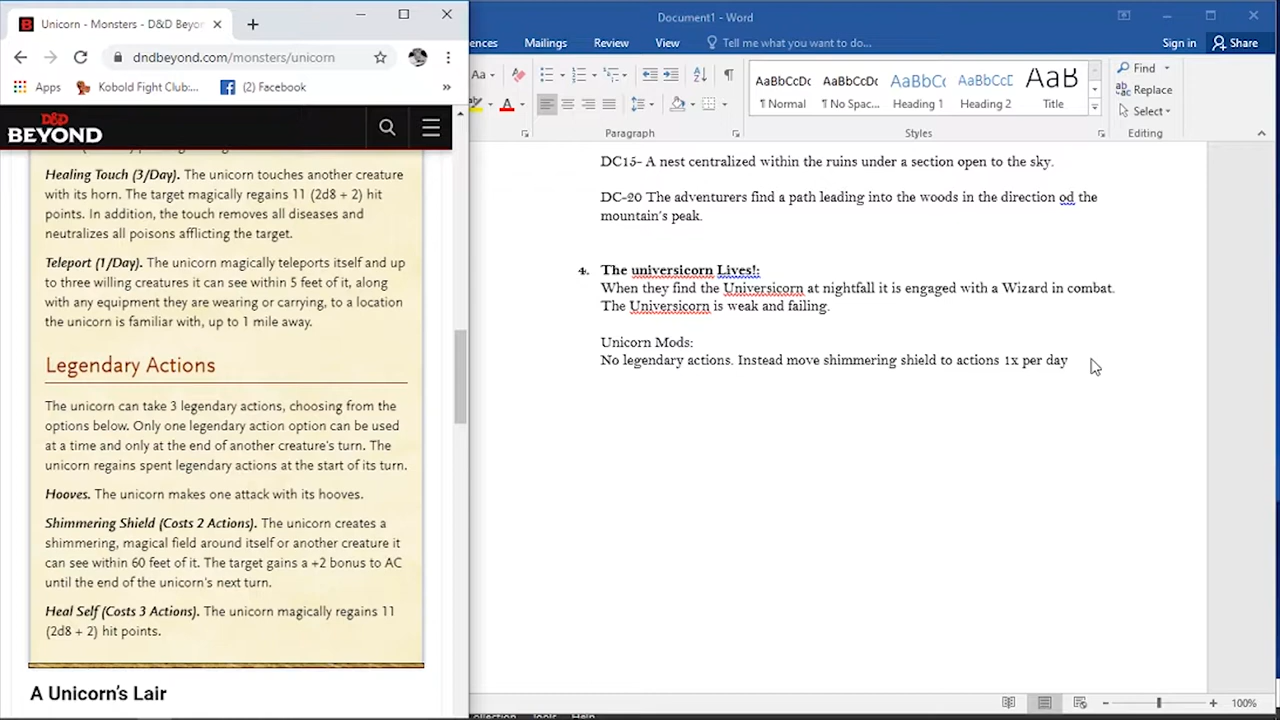 Unicorn - Monsters - D&D Beyon
dndbeyond.com/monsters/unicorn
Apps
Kobold Fight Club:...
(2) Facebook
»
D&D
BEYOND
Healing Touch (3/Day). The unicorn touches another creature
with its horn. The target magically regains 11 (2d8 + 2) hit
points. In addition, the touch removes all diseases and
neutralizes all poisons afflicting the target.
Teleport (1/Day). The unicorn magically teleports itself and up
to three willing creatures it can see within 5 feet of it, along
with any equipment they are wearing or carrying, to a location
the unicorn is familiar with, up to 1 mile away.
Legendary Actions
The unicorn can take 3 legendary actions, choosing from the
options below. Only one legendary action option can be used
at a time and only at the end of another creature's turn. The
unicorn regains spent legendary actions at the start of its turn.
Hooves. The unicorn makes one attack with its hooves.
Shimmering Shield (Costs 2 Actions). The unicorn creates a
shimmering, magical field around itself or another creature it
can see within 60 feet of it. The target gains a +2 bonus to AC
until the end of the unicorn's next turn.
Heal Self (Costs 3 Actions). The unicorn magically regains 11
(2d8 + 2) hit points.
A Unicorn's Lair
Document1 - Word
ences Mailings Review View Tell me what you want to do... Sign in Share
Aa
AaBbCcDc AaBbCcDc AaBbCc AaBbCcD AaB
¶ Normal ¶ No Spac... Heading 1 Heading 2 Title
Find
Replace
Select
Paragraph Styles Editing
DC15- A nest centralized within the ruins under a section open to the sky.
DC-20 The adventurers find a path leading into the woods in the direction od the
mountain's peak.
4. The universicorn Lives!:
When they find the Universicorn at nightfall it is engaged with a Wizard in combat.
The Universicorn is weak and failing.
Unicorn Mods:
No legendary actions. Instead move shimmering shield to actions 1x per day
100%